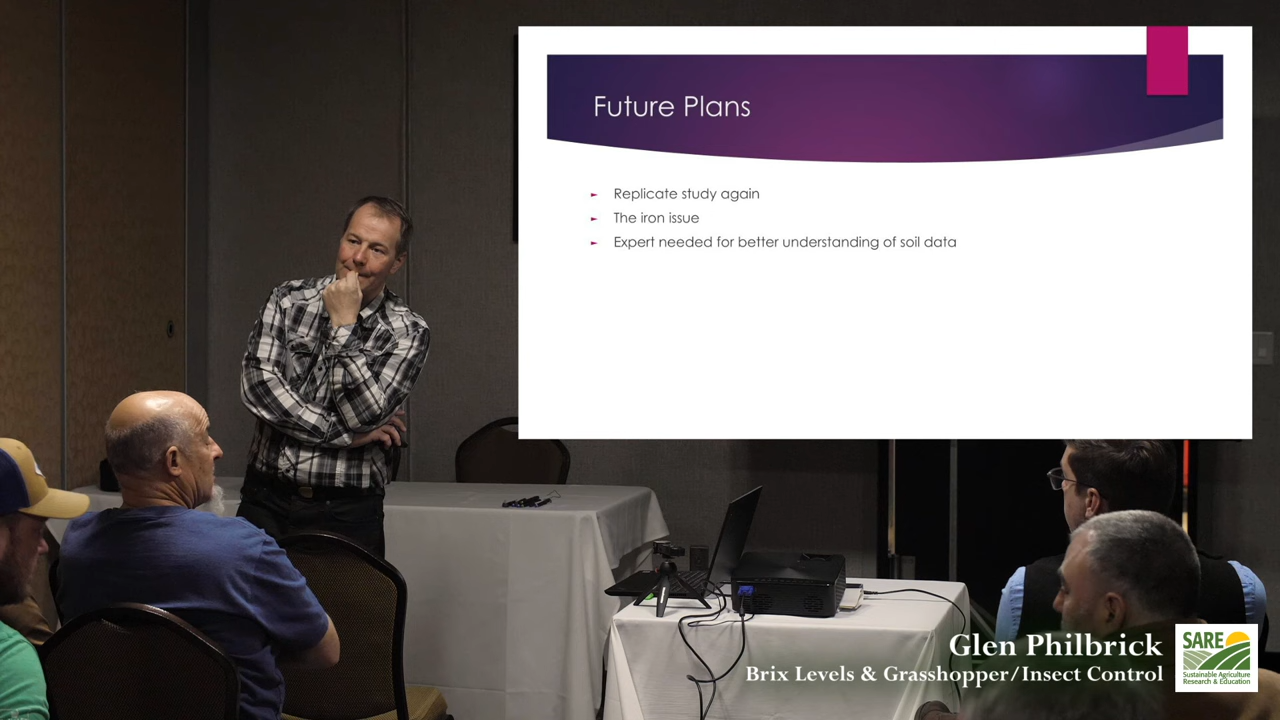 Future Plans
Replicate study again
The iron issue
Expert needed for better understanding of soil data
Glen Philbrick
Brix Levels & Grasshopper/Insect Control
SARE
Sustainable Agriculture
Research & Education